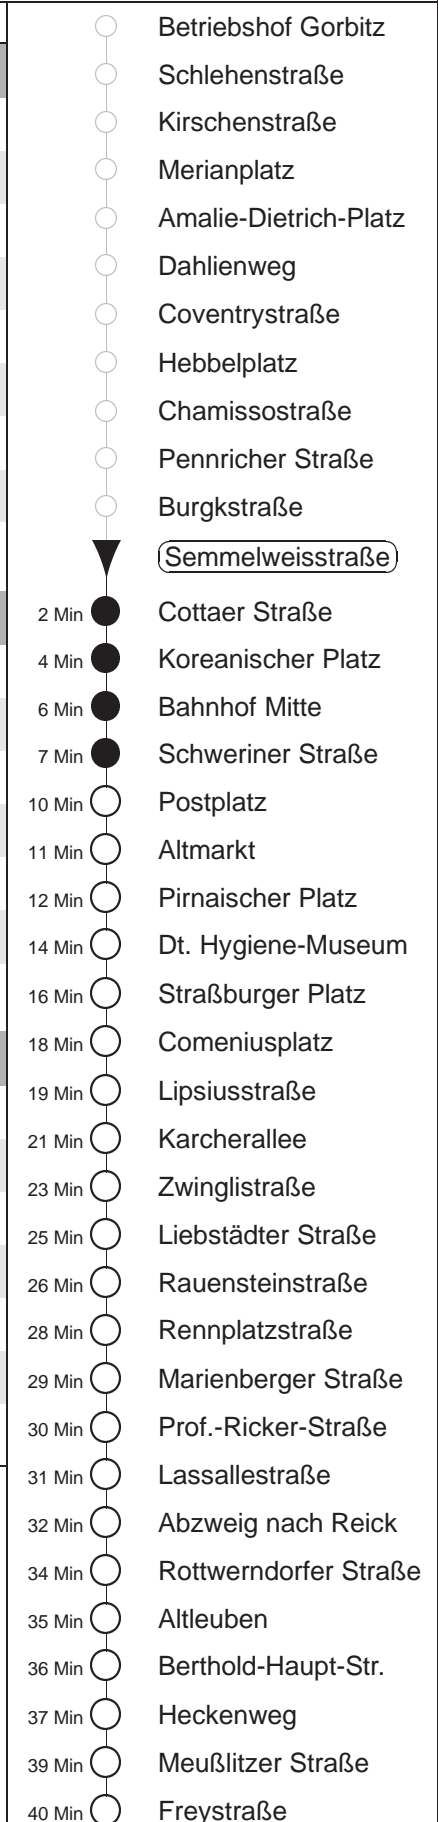 Betriebshof Gorbitz
Schlehenstraße
Kirschenstraße
Merianplatz
Amalie-Dietrich-Platz
Dahlienweg
Coventrystraße
Hebbelplatz
Chamissostraße
Pennricher Straße
Burgkstraße
Semmelweisstraße
2 Min Cottaer Straße
4 Min Koreanischer Platz
6 Min Bahnhof Mitte
7 Min Schweriner Straße
10 Min Postplatz
11 Min Altmarkt
12 Min Pirnaischer Platz
14 Min Dt. Hygiene-Museum
16 Min Straßburger Platz
18 Min Comeniusplatz
19 Min Lipsiusstraße
21 Min Karcherallee
23 Min Zwinglistraße
25 Min Liebstädter Straße
26 Min Rauensteinstraße
28 Min Rennplatzstraße
29 Min Marienberger Straße
30 Min Prof.-Ricker-Straße
31 Min Lassallestraße
32 Min Abzweig nach Reick
34 Min Rottwerndorfer Straße
35 Min Altleuben
36 Min Berthold-Haupt-Str.
37 Min Heckenweg
39 Min Meußlitzer Straße
40 Min Freystraße